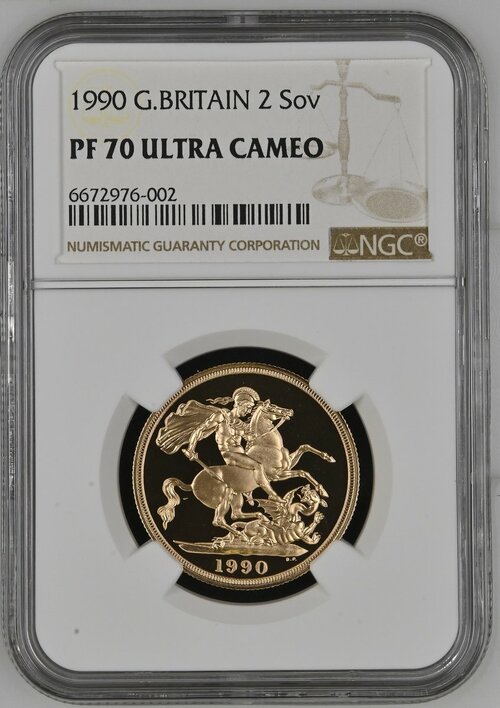 1990 G.BRITAIN 2 Sov
PF 70 ULTRA CAMEO
6672976-002
NUMISMATIC GUARANTY CORPORATION
NGC®
1990
B.P.